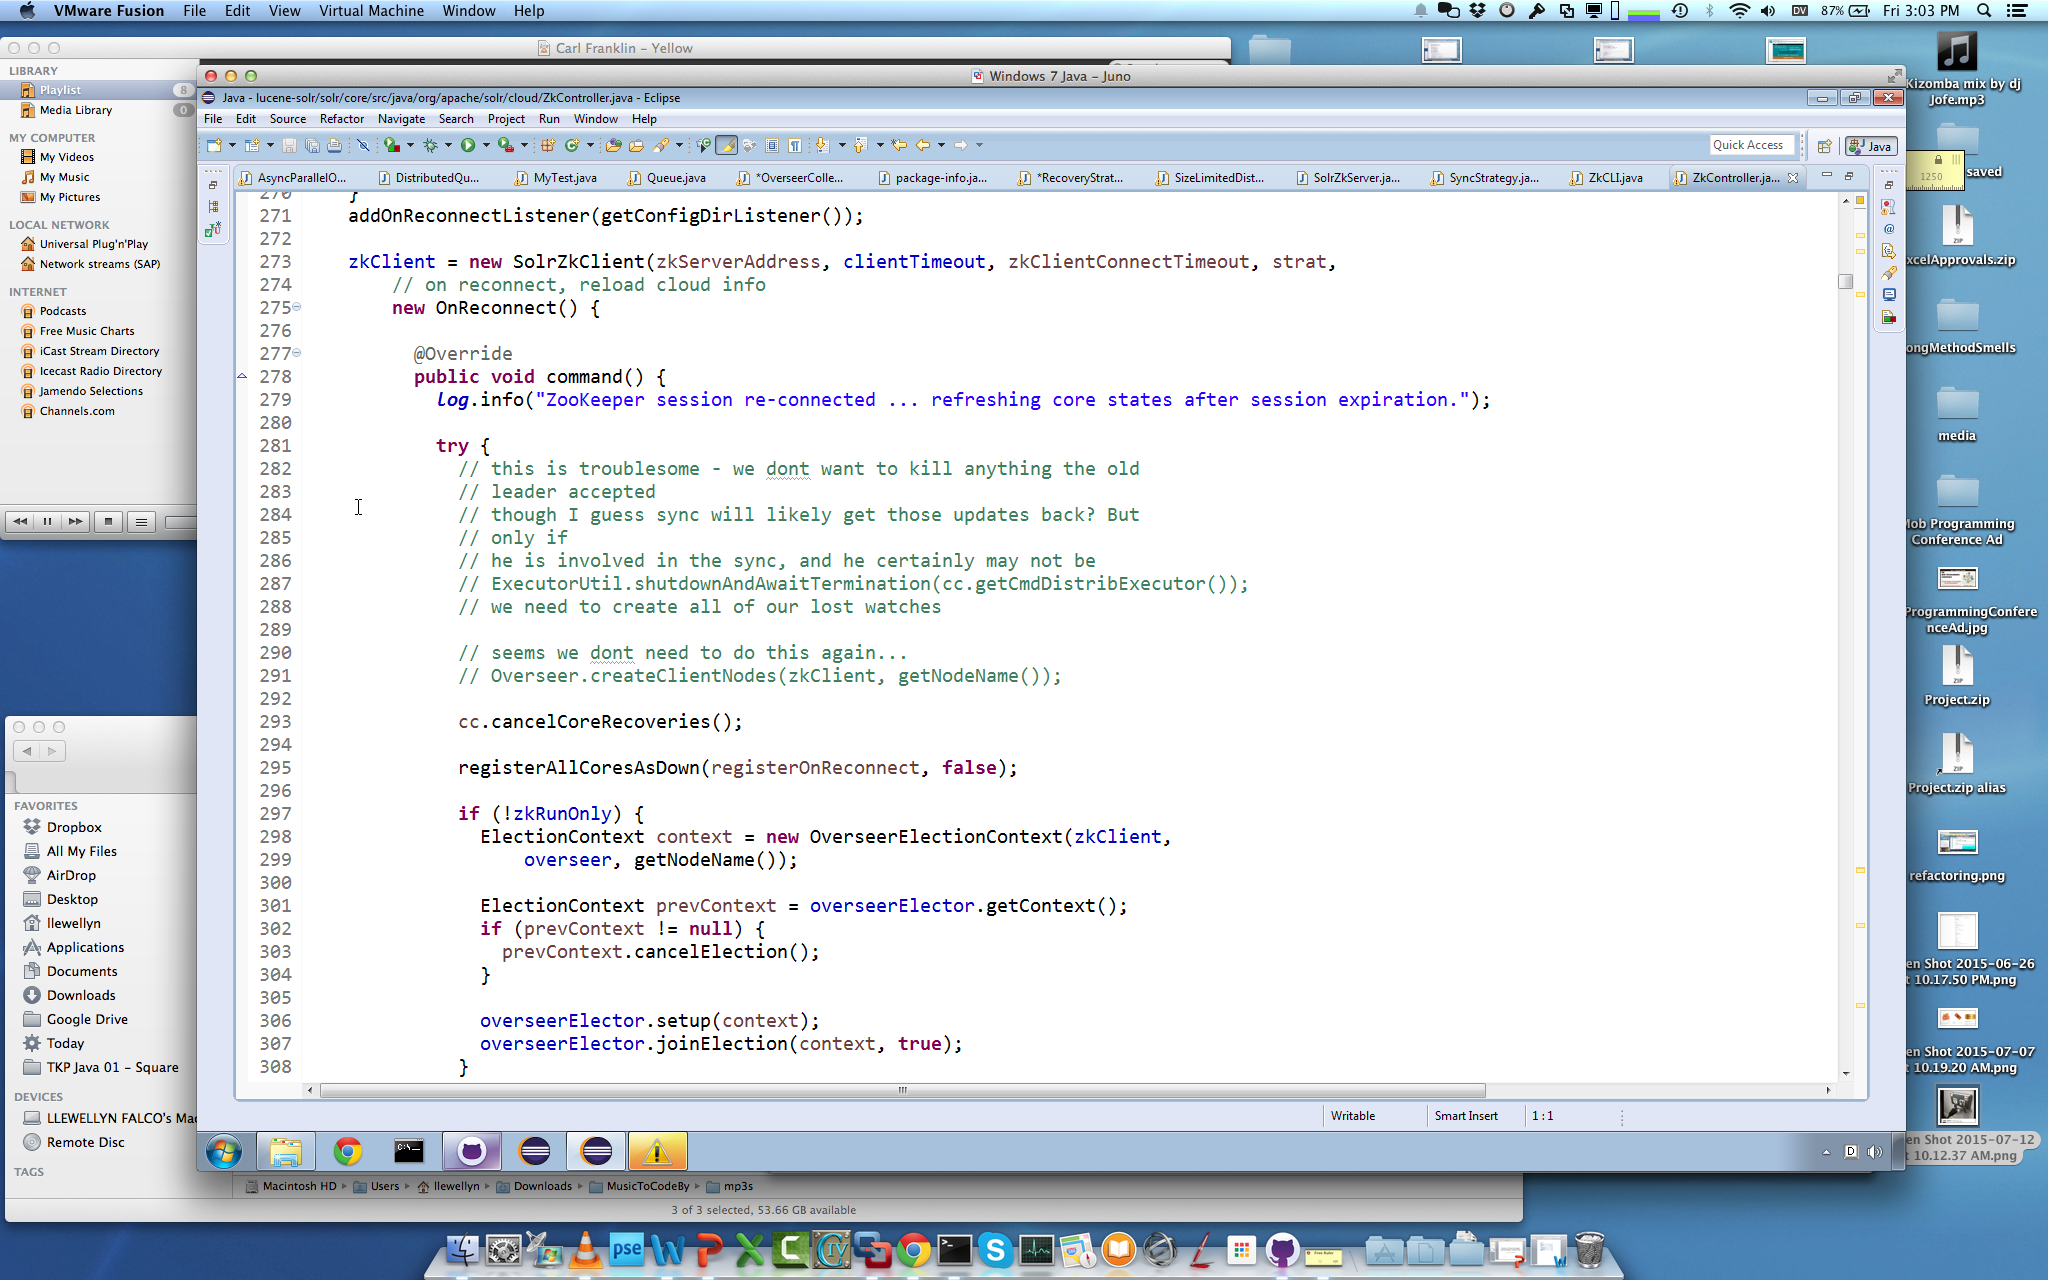 VMware Fusion File Edit View Virtual Machine Window Help
DV 87% Fri 3:03 PM
Carl Franklin – Yellow
LIBRARY
Playlist 8
Media Library 0
MY COMPUTER
My Videos
My Music
My Pictures
LOCAL NETWORK
Universal Plug'n'Play
Network streams (SAP)
INTERNET
Podcasts
Free Music Charts
iCast Stream Directory
Icecast Radio Directory
Jamendo Selections
Channels.com
FAVORITES
Dropbox
All My Files
AirDrop
Desktop
llewellyn
Applications
Documents
Downloads
Google Drive
Today
TKP Java 01 – Square
DEVICES
LLEWELLYN FALCO's Mac
Remote Disc
TAGS
Windows 7 Java – Juno
Java - lucene-solr/solr/core/src/java/org/apache/solr/cloud/ZkController.java - Eclipse
File Edit Source Refactor Navigate Search Project Run Window Help
Quick Access Java
AsyncParallelO... DistributedQu... MyTest.java Queue.java *OverseerColle... package-info.ja... *RecoveryStrat... SizeLimitedDist... SolrZkServer.ja... SyncStrategy.ja... ZkCLI.java ZkController.ja...
270 }
271 addOnReconnectListener(getConfigDirListener());
272
273 zkClient = new SolrZkClient(zkServerAddress, clientTimeout, zkClientConnectTimeout, strat,
274 // on reconnect, reload cloud info
275 new OnReconnect() {
276
277 @Override
278 public void command() {
279 log.info("ZooKeeper session re-connected ... refreshing core states after session expiration.");
280
281 try {
282 // this is troublesome - we dont want to kill anything the old
283 // leader accepted
284 // though I guess sync will likely get those updates back? But
285 // only if
286 // he is involved in the sync, and he certainly may not be
287 // ExecutorUtil.shutdownAndAwaitTermination(cc.getCmdDistribExecutor());
288 // we need to create all of our lost watches
289
290 // seems we dont need to do this again...
291 // Overseer.createClientNodes(zkClient, getNodeName());
292
293 cc.cancelCoreRecoveries();
294
295 registerAllCoresAsDown(registerOnReconnect, false);
296
297 if (!zkRunOnly) {
298 ElectionContext context = new OverseerElectionContext(zkClient,
299 overseer, getNodeName());
300
301 ElectionContext prevContext = overseerElector.getContext();
302 if (prevContext != null) {
303 prevContext.cancelElection();
304 }
305
306 overseerElector.setup(context);
307 overseerElector.joinElection(context, true);
308 }
Writable Smart Insert 1 : 1
C:\
D
Macintosh HD Users llewellyn Downloads MusicToCodeBy mp3s
3 of 3 selected, 53.66 GB available
Kizomba mix by dj
Jofe.mp3
1250
saved
ZIP
xcelApprovals.zip
ongMethodSmells
media
Mob Programming
Conference Ad
ProgrammingConfere
nceAd.jpg
ZIP
Project.zip
ZIP
Project.zip alias
refactoring.png
en Shot 2015-06-26
t 10.17.50 PM.png
en Shot 2015-07-07
t 10.19.20 AM.png
en Shot 2015-07-12
t 10.12.37 AM.png
pse